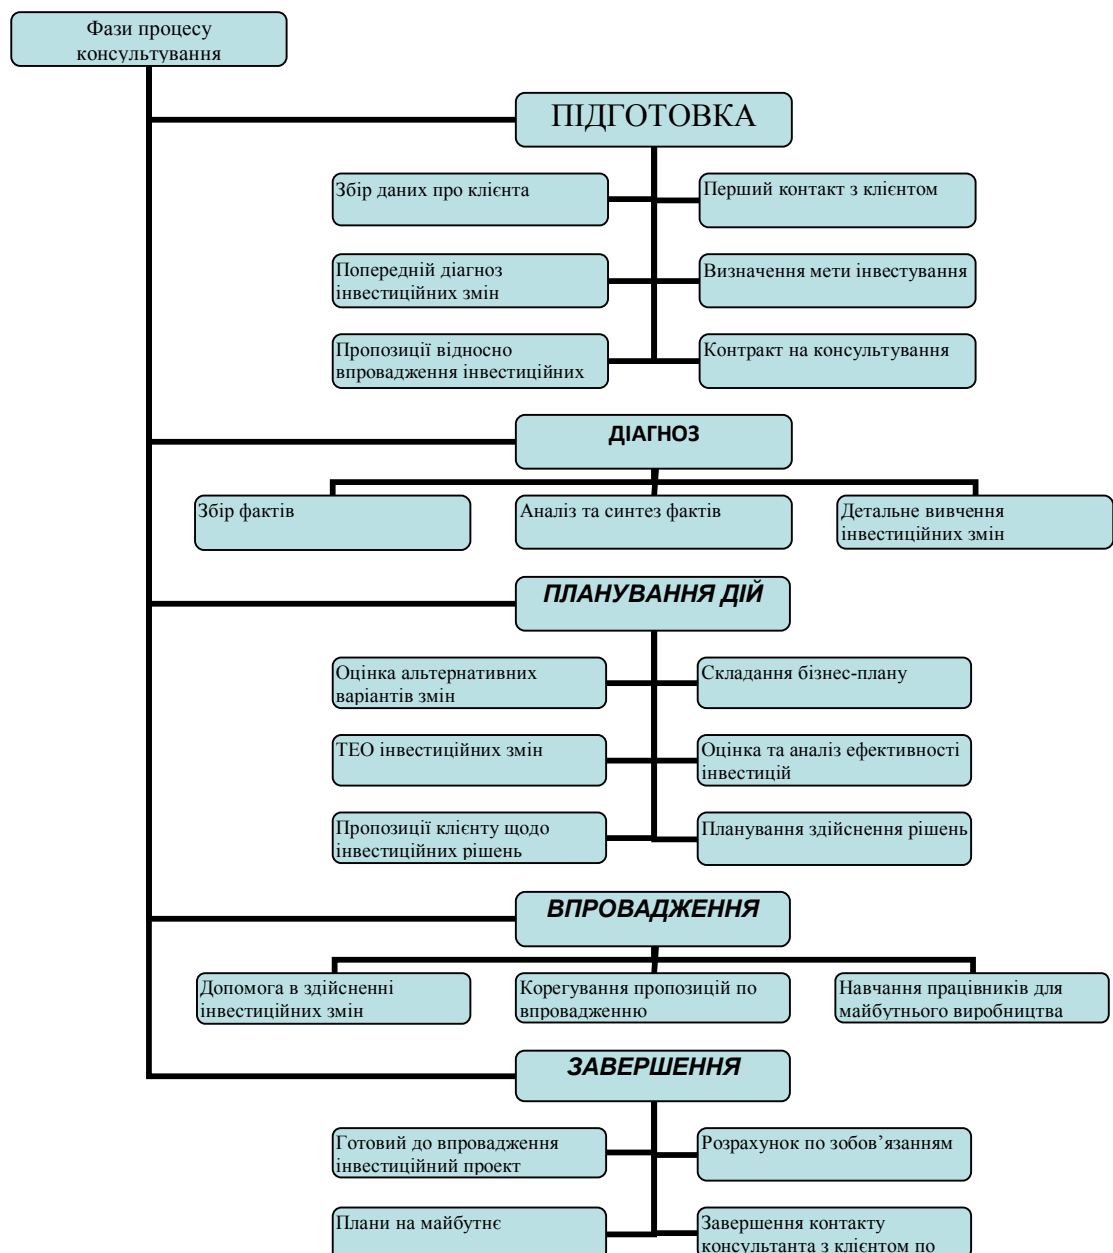 Фази процесу
консультування
ПІДГОТОВКА
Збір даних про клієнта
Перший контакт з клієнтом
Попередній діагноз
інвестиційних змін
Визначення мети інвестування
Пропозиції відносно
впровадження інвестиційних
Контракт на консультування
ДІАГНОЗ
Збір фактів
Аналіз та синтез фактів
Детальне вивчення
інвестиційних змін
ПЛАНУВАННЯ ДІЙ
Оцінка альтернативних
варіантів змін
Складання бізнес-плану
ТЕО інвестиційних змін
Оцінка та аналіз ефективності
інвестицій
Пропозиції клієнту щодо
інвестиційних рішень
Планування здійснення рішень
ВПРОВАДЖЕННЯ
Допомога в здійсненні
інвестиційних змін
Корегування пропозицій по
впровадженню
Навчання працівників для
майбутнього виробництва
ЗАВЕРШЕННЯ
Готовий до впровадження
інвестиційний проект
Розрахунок по зобов’язанням
Плани на майбутнє
Завершення контакту
консультанта з клієнтом по